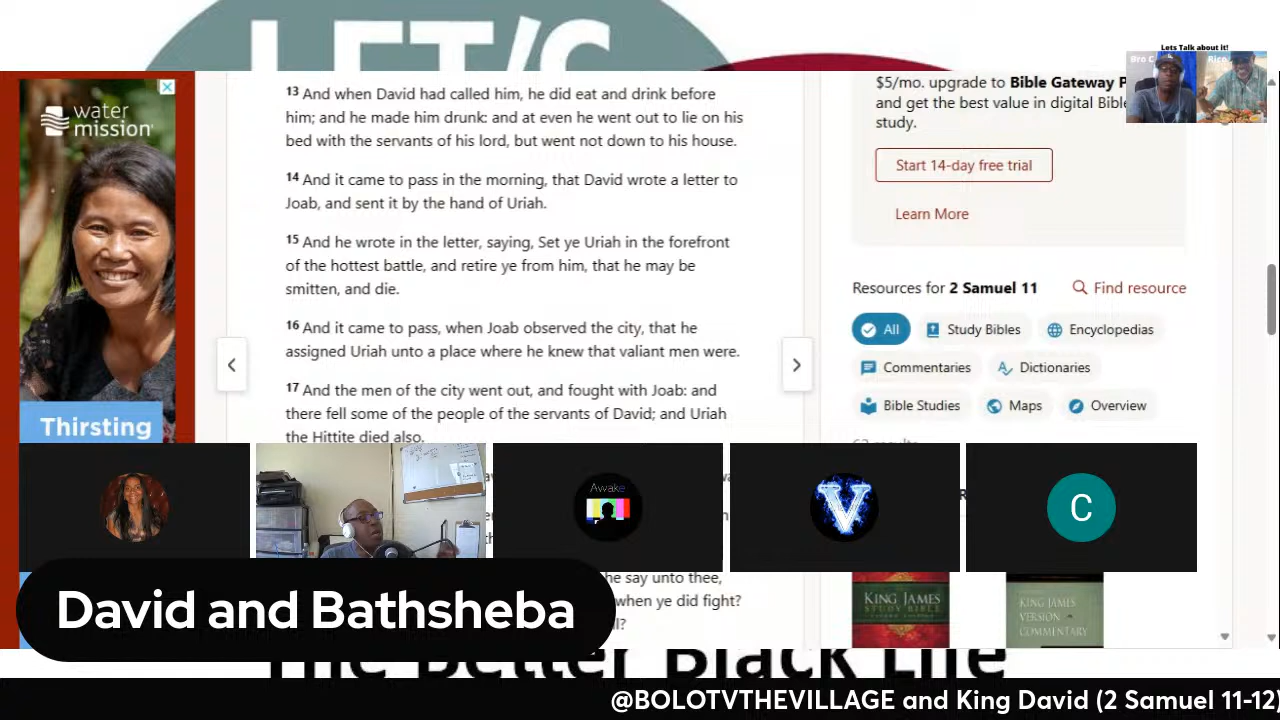 LET'S
Lets Talk about it!
Bro C
Rico
water
mission
Thirsting
13 And when David had called him, he did eat and drink before
him; and he made him drunk: and at even he went out to lie on his
bed with the servants of his lord, but went not down to his house.
14 And it came to pass in the morning, that David wrote a letter to
Joab, and sent it by the hand of Uriah.
15 And he wrote in the letter, saying, Set ye Uriah in the forefront
of the hottest battle, and retire ye from him, that he may be
smitten, and die.
16 And it came to pass, when Joab observed the city, that he
assigned Uriah unto a place where he knew that valiant men were.
17 And the men of the city went out, and fought with Joab: and
there fell some of the people of the servants of David; and Uriah
the Hittite died also.
he say unto thee,
when ye did fight?
$5/mo. upgrade to Bible Gateway P
and get the best value in digital Bible
study.
Start 14-day free trial
Learn More
Resources for 2 Samuel 11
Find resource
All
Study Bibles
Encyclopedias
Commentaries
Dictionaries
Bible Studies
Maps
Overview
Awake
V
C
KING JAMES
STUDY BIBLE
KING JAMES
VERSION
COMMENTARY
David and Bathsheba
The Better Black Life
@BOLOTVTHEVILLAGE and King David (2 Samuel 11-12)